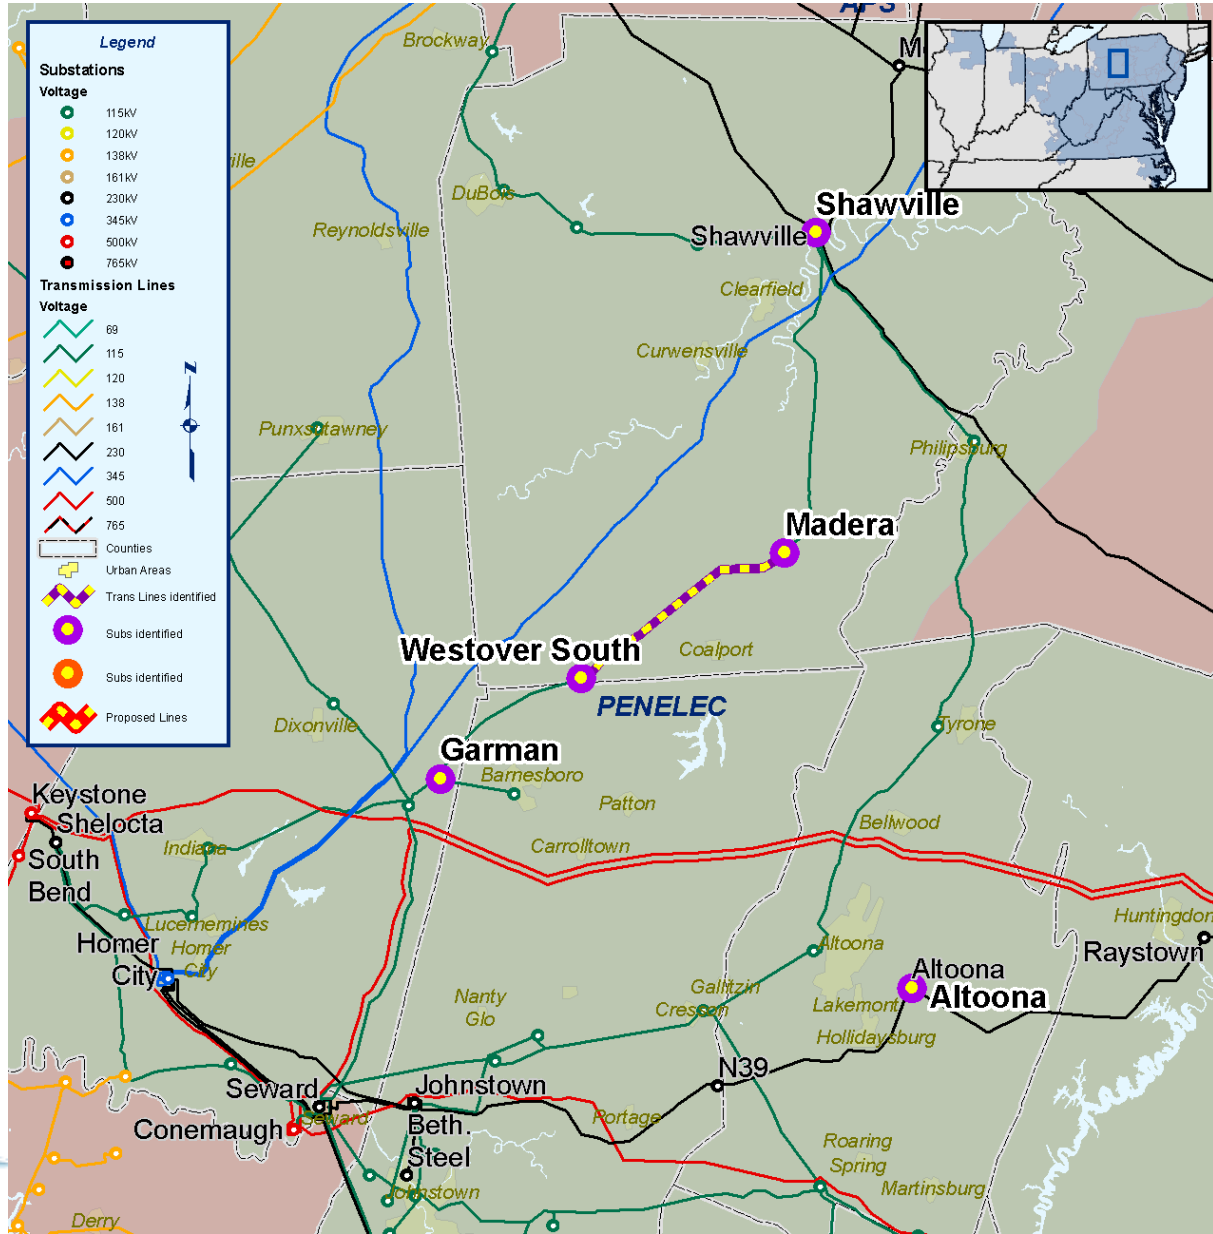 APS
Legend
Substations
Voltage
115kV
120kV
138kV
161kV
230kV
345kV
500kV
765kV
Transmission Lines
Voltage
69
115
120
138
161
230
345
500
765
Counties
Urban Areas
Trans Lines identified
Subs identified
Subs identified
Proposed Lines
N
Brockway
Mo
ville
DuBois
Shawville
Shawville
Reynoldsville
Clearfield
Curwensville
Punxsutawney
Philipsburg
Madera
Westover South
Coalport
PENELEC
Dixonville
Tyrone
Garman
Barnesboro
Patton
Keystone
Shelocta
Bellwood
Indiana
Carrolltown
South
Bend
Lucernemines
Huntingdon
Homer
City
Homer
City
Altoona
Raystown
Altoona
Altoona
Nanty
Glo
Gallitzin
Cresson
Lakemont
Hollidaysburg
N39
Seward
Johnstown
Seward
Conemaugh
Beth.
Steel
Portage
Roaring
Spring
Johnstown
Martinsburg
Derry